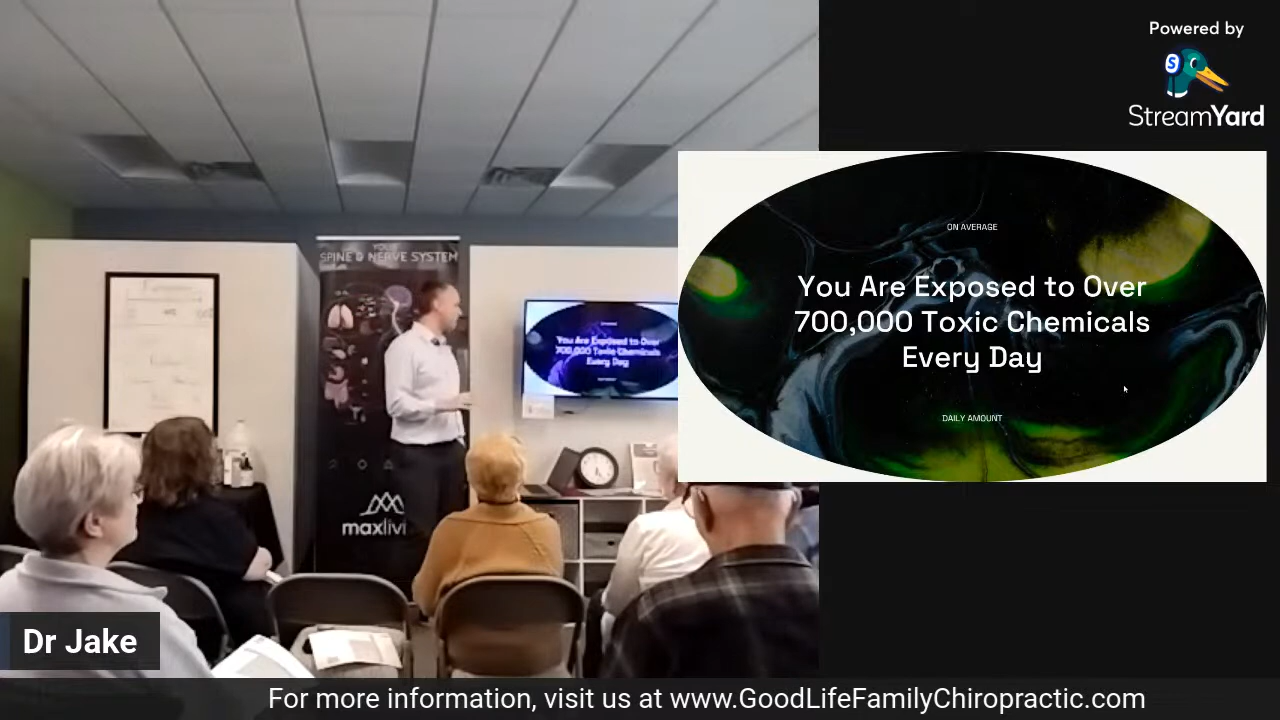 Powered by
StreamYard
YOUR
SPINE & NERVE SYSTEM
ON AVERAGE
You Are Exposed to Over
700,000 Toxic Chemicals
Every Day
DAILY AMOUNT
You Are Exposed to Over
700,000 Toxic Chemicals
Every Day
maxlivi
Dr Jake
For more information, visit us at www.GoodLifeFamilyChiropractic.com